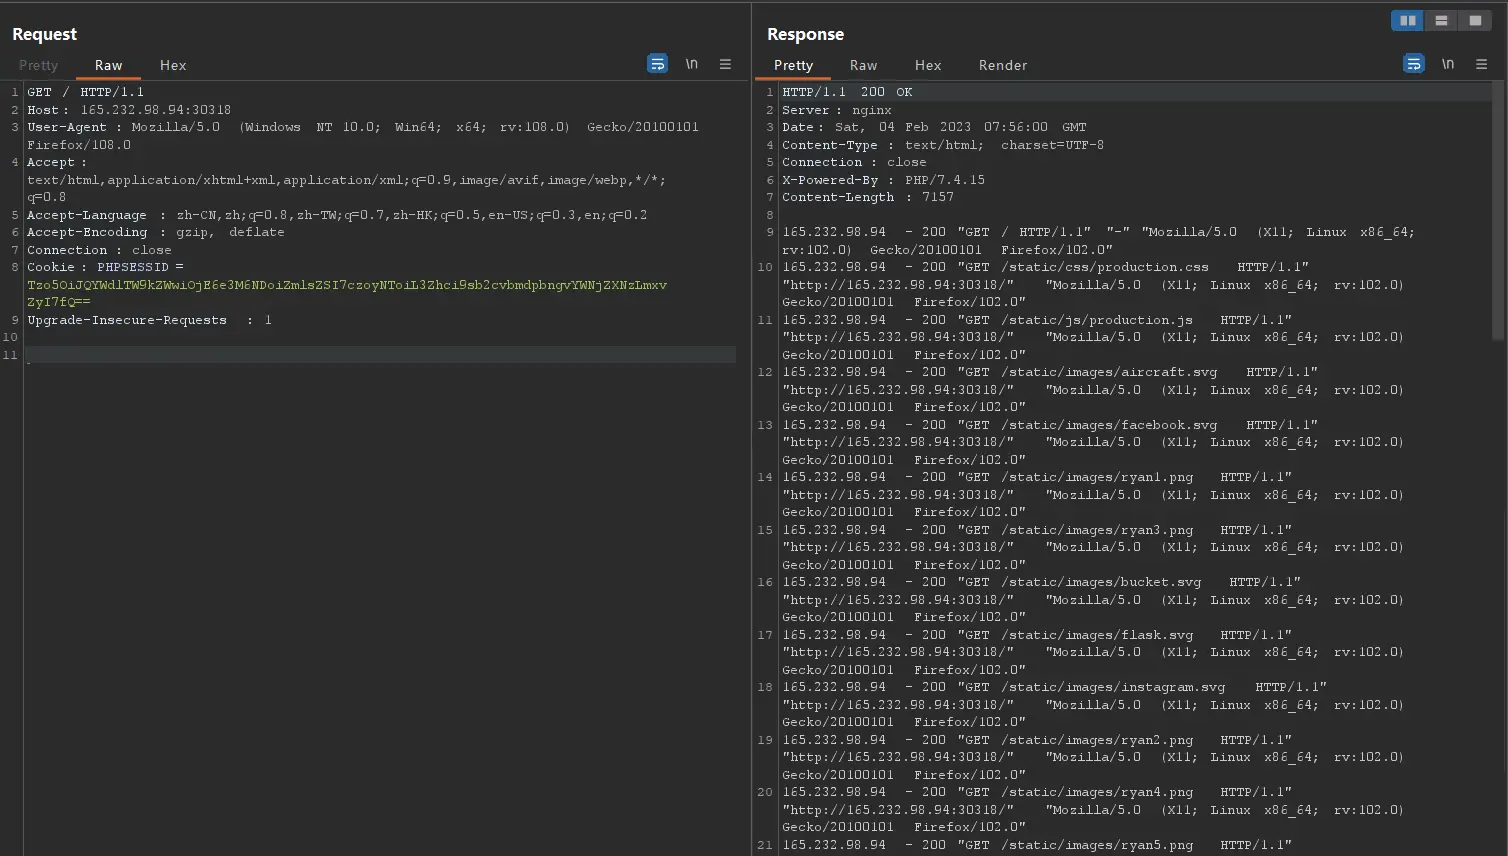 Request
Pretty Raw Hex \n
1 GET / HTTP/1.1
2 Host: 165.232.98.94:30318
3 User-Agent: Mozilla/5.0 (Windows NT 10.0; Win64; x64; rv:108.0) Gecko/20100101
Firefox/108.0
4 Accept:
text/html,application/xhtml+xml,application/xml;q=0.9,image/avif,image/webp,*/*;
q=0.8
5 Accept-Language: zh-CN,zh;q=0.8,zh-TW;q=0.7,zh-HK;q=0.5,en-US;q=0.3,en;q=0.2
6 Accept-Encoding: gzip, deflate
7 Connection: close
8 Cookie: PHPSESSID=
Tzo5OiJQYWdlTW9kZWwiOjE6e3M6NDoiZmlsZSI7czoyNToiL3Zhci9sb2cvbmdpbngvYWNjZXNzLmxv
ZyI7fQ==
9 Upgrade-Insecure-Requests: 1
10
11
Response
Pretty Raw Hex Render \n
1 HTTP/1.1 200 OK
2 Server: nginx
3 Date: Sat, 04 Feb 2023 07:56:00 GMT
4 Content-Type: text/html; charset=UTF-8
5 Connection: close
6 X-Powered-By: PHP/7.4.15
7 Content-Length: 7157
8
9 165.232.98.94 - 200 "GET / HTTP/1.1" "-" "Mozilla/5.0 (X11; Linux x86_64;
rv:102.0) Gecko/20100101 Firefox/102.0"
10 165.232.98.94 - 200 "GET /static/css/production.css HTTP/1.1"
"http://165.232.98.94:30318/" "Mozilla/5.0 (X11; Linux x86_64; rv:102.0)
Gecko/20100101 Firefox/102.0"
11 165.232.98.94 - 200 "GET /static/js/production.js HTTP/1.1"
"http://165.232.98.94:30318/" "Mozilla/5.0 (X11; Linux x86_64; rv:102.0)
Gecko/20100101 Firefox/102.0"
12 165.232.98.94 - 200 "GET /static/images/aircraft.svg HTTP/1.1"
"http://165.232.98.94:30318/" "Mozilla/5.0 (X11; Linux x86_64; rv:102.0)
Gecko/20100101 Firefox/102.0"
13 165.232.98.94 - 200 "GET /static/images/facebook.svg HTTP/1.1"
"http://165.232.98.94:30318/" "Mozilla/5.0 (X11; Linux x86_64; rv:102.0)
Gecko/20100101 Firefox/102.0"
14 165.232.98.94 - 200 "GET /static/images/ryan1.png HTTP/1.1"
"http://165.232.98.94:30318/" "Mozilla/5.0 (X11; Linux x86_64; rv:102.0)
Gecko/20100101 Firefox/102.0"
15 165.232.98.94 - 200 "GET /static/images/ryan3.png HTTP/1.1"
"http://165.232.98.94:30318/" "Mozilla/5.0 (X11; Linux x86_64; rv:102.0)
Gecko/20100101 Firefox/102.0"
16 165.232.98.94 - 200 "GET /static/images/bucket.svg HTTP/1.1"
"http://165.232.98.94:30318/" "Mozilla/5.0 (X11; Linux x86_64; rv:102.0)
Gecko/20100101 Firefox/102.0"
17 165.232.98.94 - 200 "GET /static/images/flask.svg HTTP/1.1"
"http://165.232.98.94:30318/" "Mozilla/5.0 (X11; Linux x86_64; rv:102.0)
Gecko/20100101 Firefox/102.0"
18 165.232.98.94 - 200 "GET /static/images/instagram.svg HTTP/1.1"
"http://165.232.98.94:30318/" "Mozilla/5.0 (X11; Linux x86_64; rv:102.0)
Gecko/20100101 Firefox/102.0"
19 165.232.98.94 - 200 "GET /static/images/ryan2.png HTTP/1.1"
"http://165.232.98.94:30318/" "Mozilla/5.0 (X11; Linux x86_64; rv:102.0)
Gecko/20100101 Firefox/102.0"
20 165.232.98.94 - 200 "GET /static/images/ryan4.png HTTP/1.1"
"http://165.232.98.94:30318/" "Mozilla/5.0 (X11; Linux x86_64; rv:102.0)
Gecko/20100101 Firefox/102.0"
21 165.232.98.94 - 200 "GET /static/images/ryan5.png HTTP/1.1"